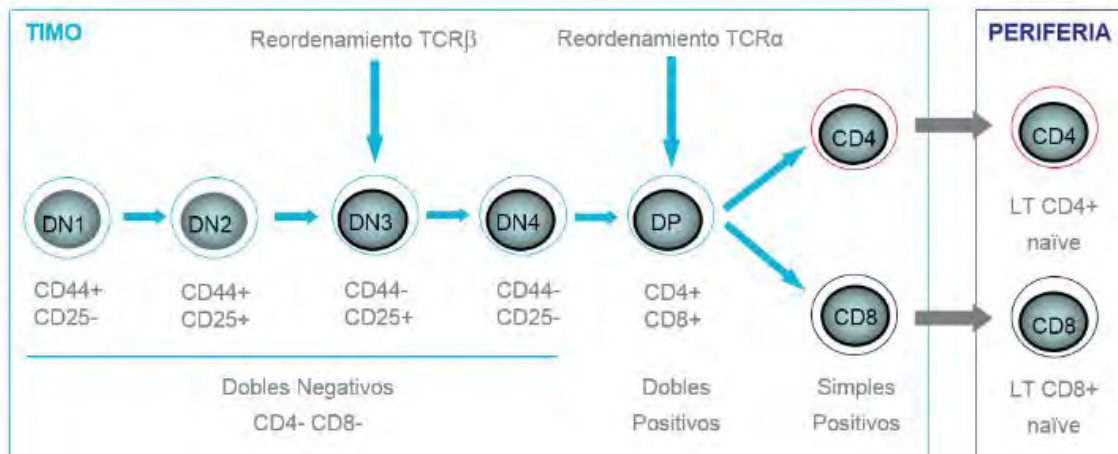 TIMO
PERIFERIA
Reordenamiento TCRβ
Reordenamiento TCRα
DN1
DN2
DN3
DN4
DP
CD4
CD8
CD4
CD8
CD44+
CD25-
CD44+
CD25+
CD44-
CD25+
CD44-
CD25-
CD4+
CD8+
LT CD4+
naïve
Dobles Negativos
CD4- CD8-
Dobles
Positivos
Simples
Positivos
LT CD8+
naïve